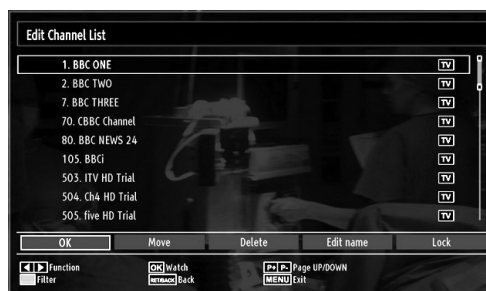 Edit Channel List
1. BBC ONE TV
2. BBC TWO TV
7. BBC THREE TV
70. CBBC Channel TV
80. BBC NEWS 24 TV
105. BBCi TV
503. ITV HD Trial TV
504. Ch4 HD Trial TV
505. five HD Trial TV
OK Move Delete Edit name Lock
Function OK Watch P+ P- Page UP/DOWN
Filter RET/BACK Back MENU Exit